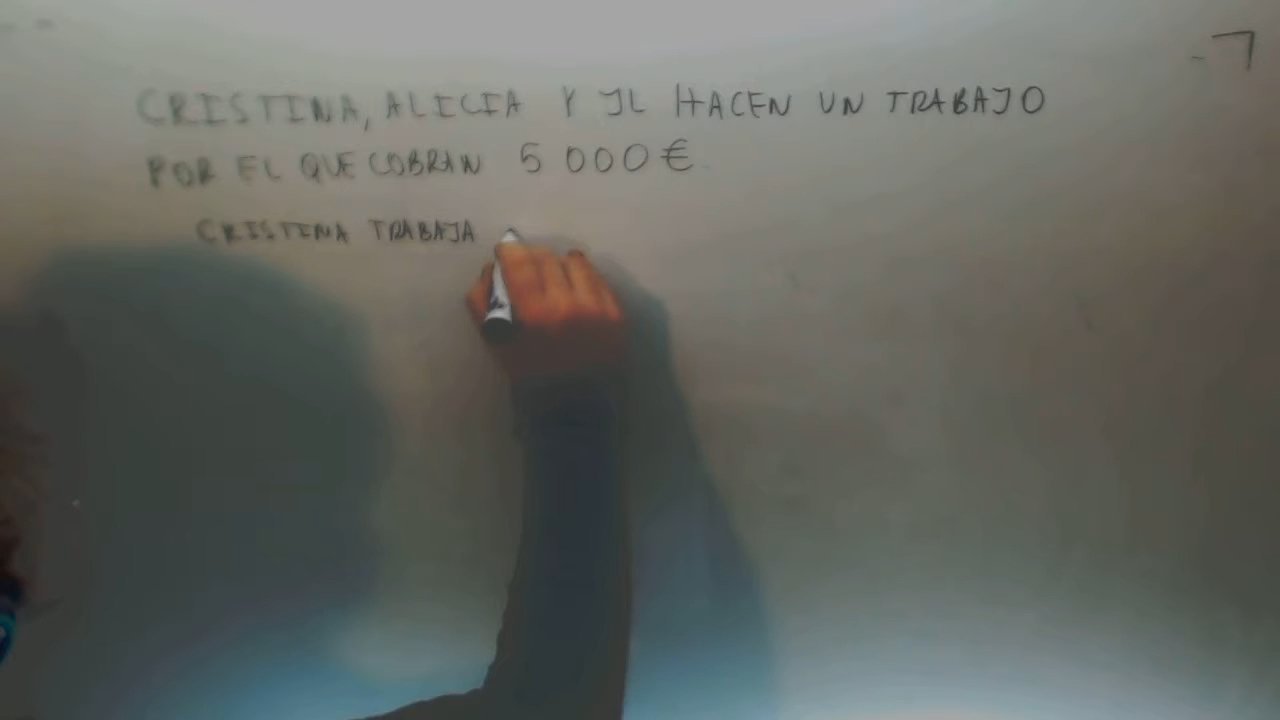 CRISTINA, ALICIA Y JL HACEN UN TRABAJO
POR EL QUE COBRAN 5 000 €
CRISTINA TRABAJA